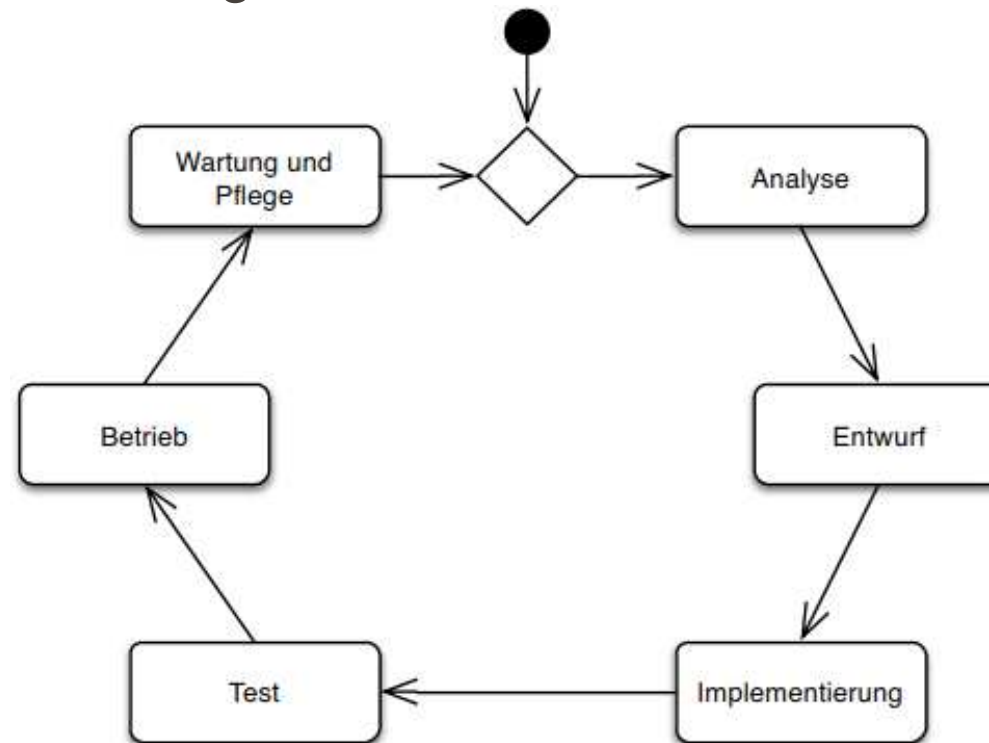 Wartung und
Pflege
Analyse
Betrieb
Entwurf
Test
Implementierung